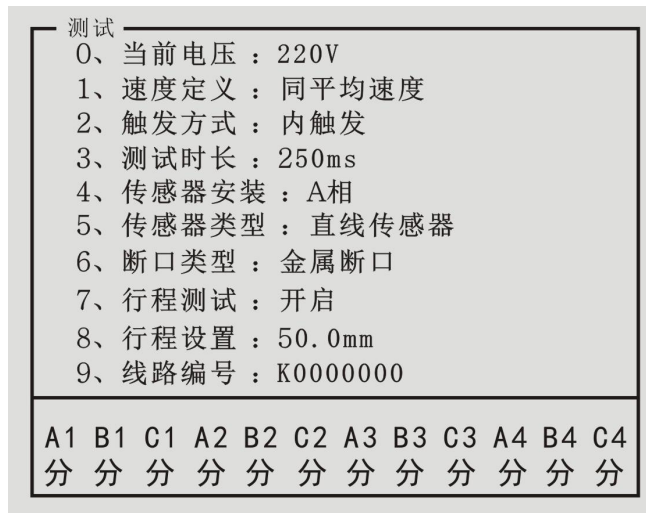 测试
0、当前电压：220V
1、速度定义：同平均速度
2、触发方式：内触发
3、测试时长：250ms
4、传感器安装：A相
5、传感器类型：直线传感器
6、断口类型：金属断口
7、行程测试：开启
8、行程设置：50.0mm
9、线路编号：K0000000
A1 B1 C1 A2 B2 C2 A3 B3 C3 A4 B4 C4
分 分 分 分 分 分 分 分 分 分 分 分